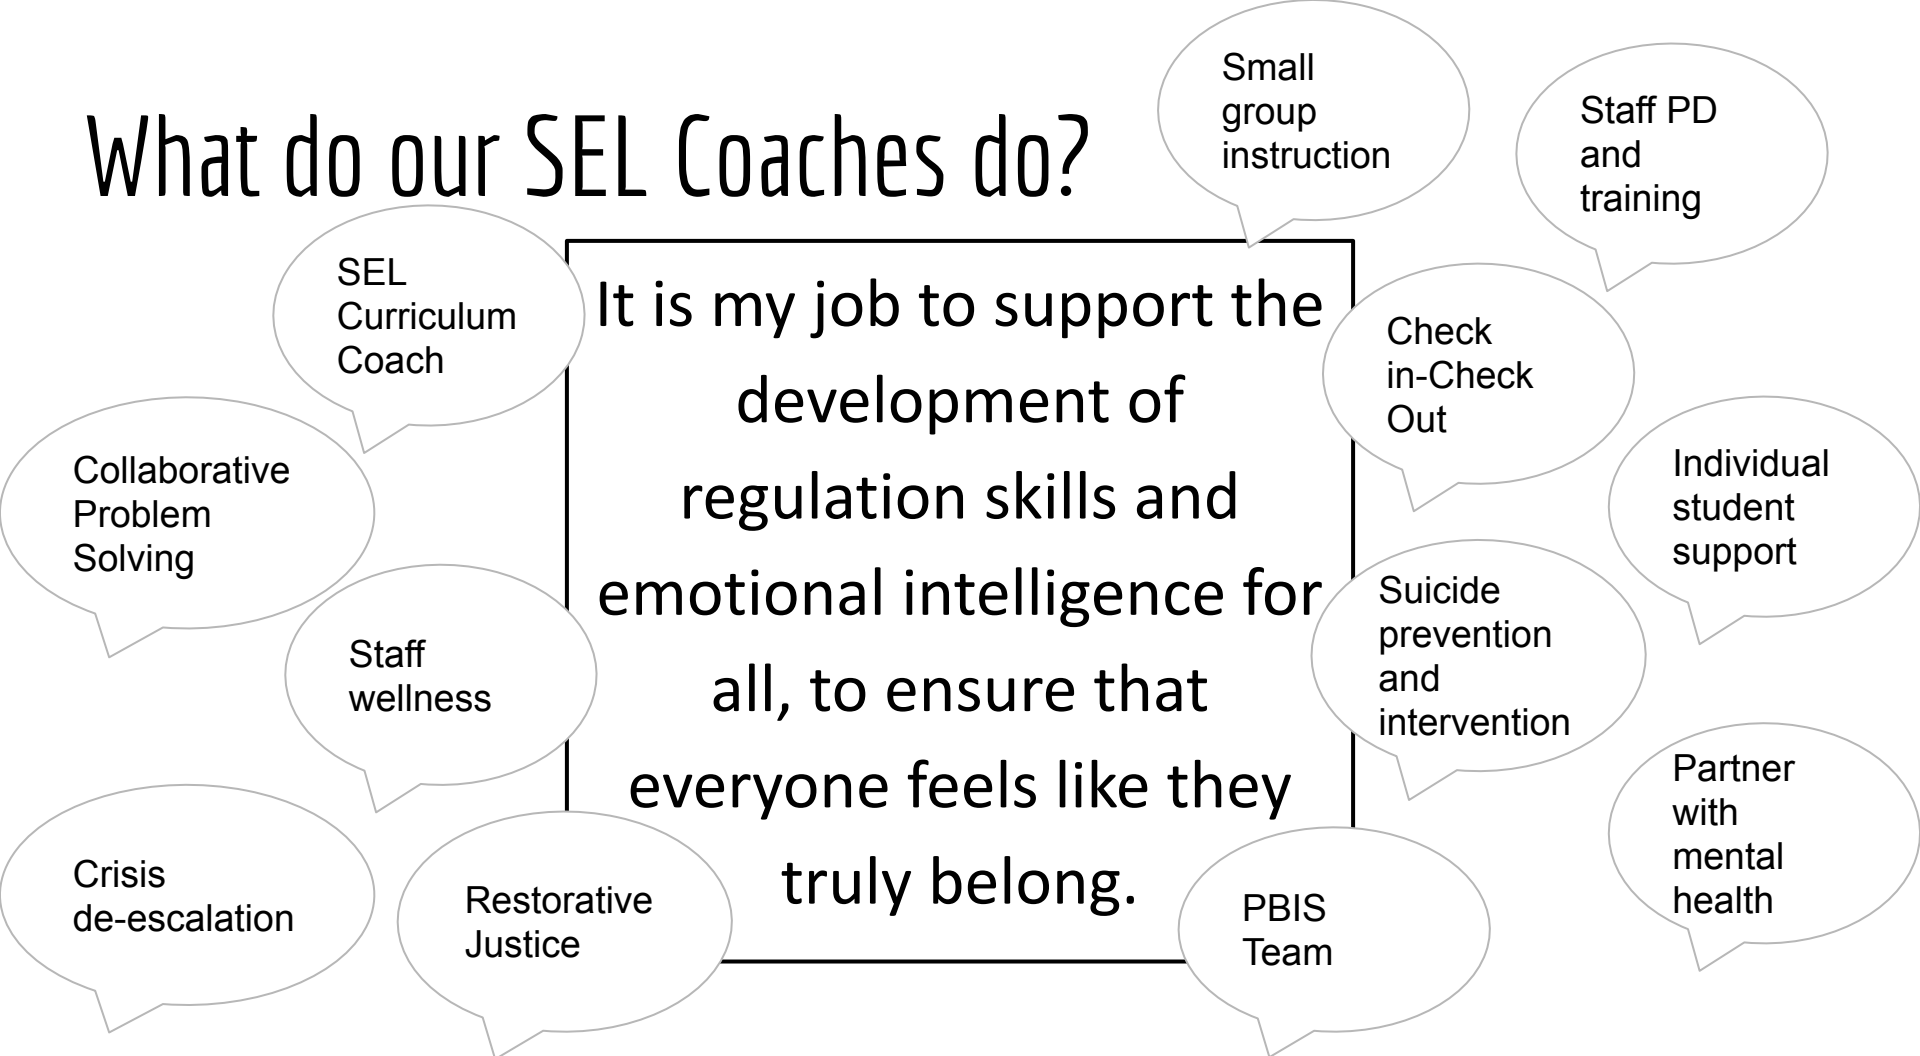 What do our SEL Coaches do?
Small
group
instruction
Staff PD
and
training
SEL
Curriculum
Coach
It is my job to support the
development of
regulation skills and
emotional intelligence for
all, to ensure that
everyone feels like they
truly belong.
Check
in-Check
Out
Collaborative
Problem
Solving
Individual
student
support
Staff
wellness
Suicide
prevention
and
intervention
Partner
with
mental
health
Crisis
de-escalation
Restorative
Justice
PBIS
Team